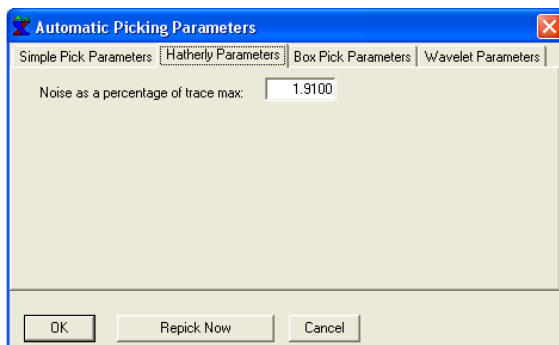 Automatic Picking Parameters
Simple Pick Parameters Hatherly Parameters Box Pick Parameters Wavelet Parameters
Noise as a percentage of trace max: 1.9100
OK Repick Now Cancel